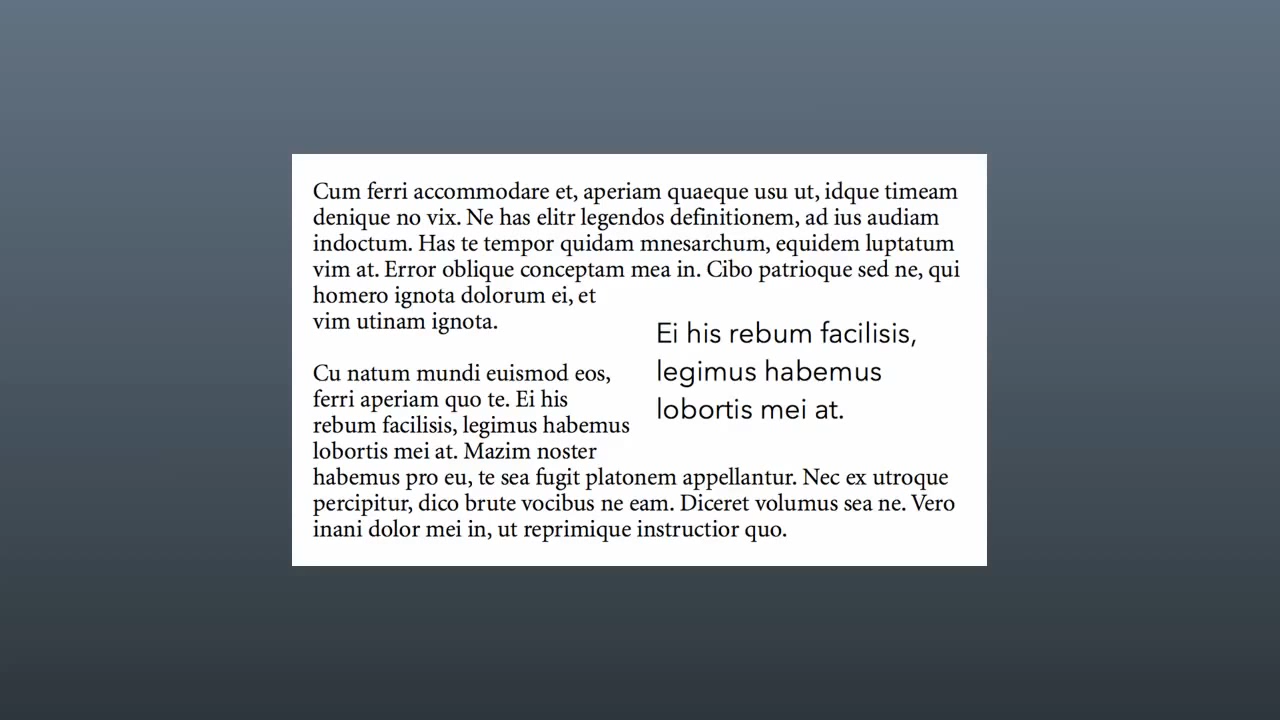 Cum ferri accommodare et, aperiam quaeque usu ut, idque timeam
denique no vix. Ne has elitr legendos definitionem, ad ius audiam
indoctum. Has te tempor quidam mnesarchum, equidem luptatum
vim at. Error oblique conceptam mea in. Cibo patrioque sed ne, qui
homero ignota dolorum ei, et
vim utinam ignota.
Cu natum mundi euismod eos,
ferri aperiam quo te. Ei his
rebum facilisis, legimus habemus
lobortis mei at. Mazim noster
habemus pro eu, te sea fugit platonem appellantur. Nec ex utroque
percipitur, dico brute vocibus ne eam. Diceret volumus sea ne. Vero
inani dolor mei in, ut reprimique instructior quo.
Ei his rebum facilisis,
legimus habemus
lobortis mei at.